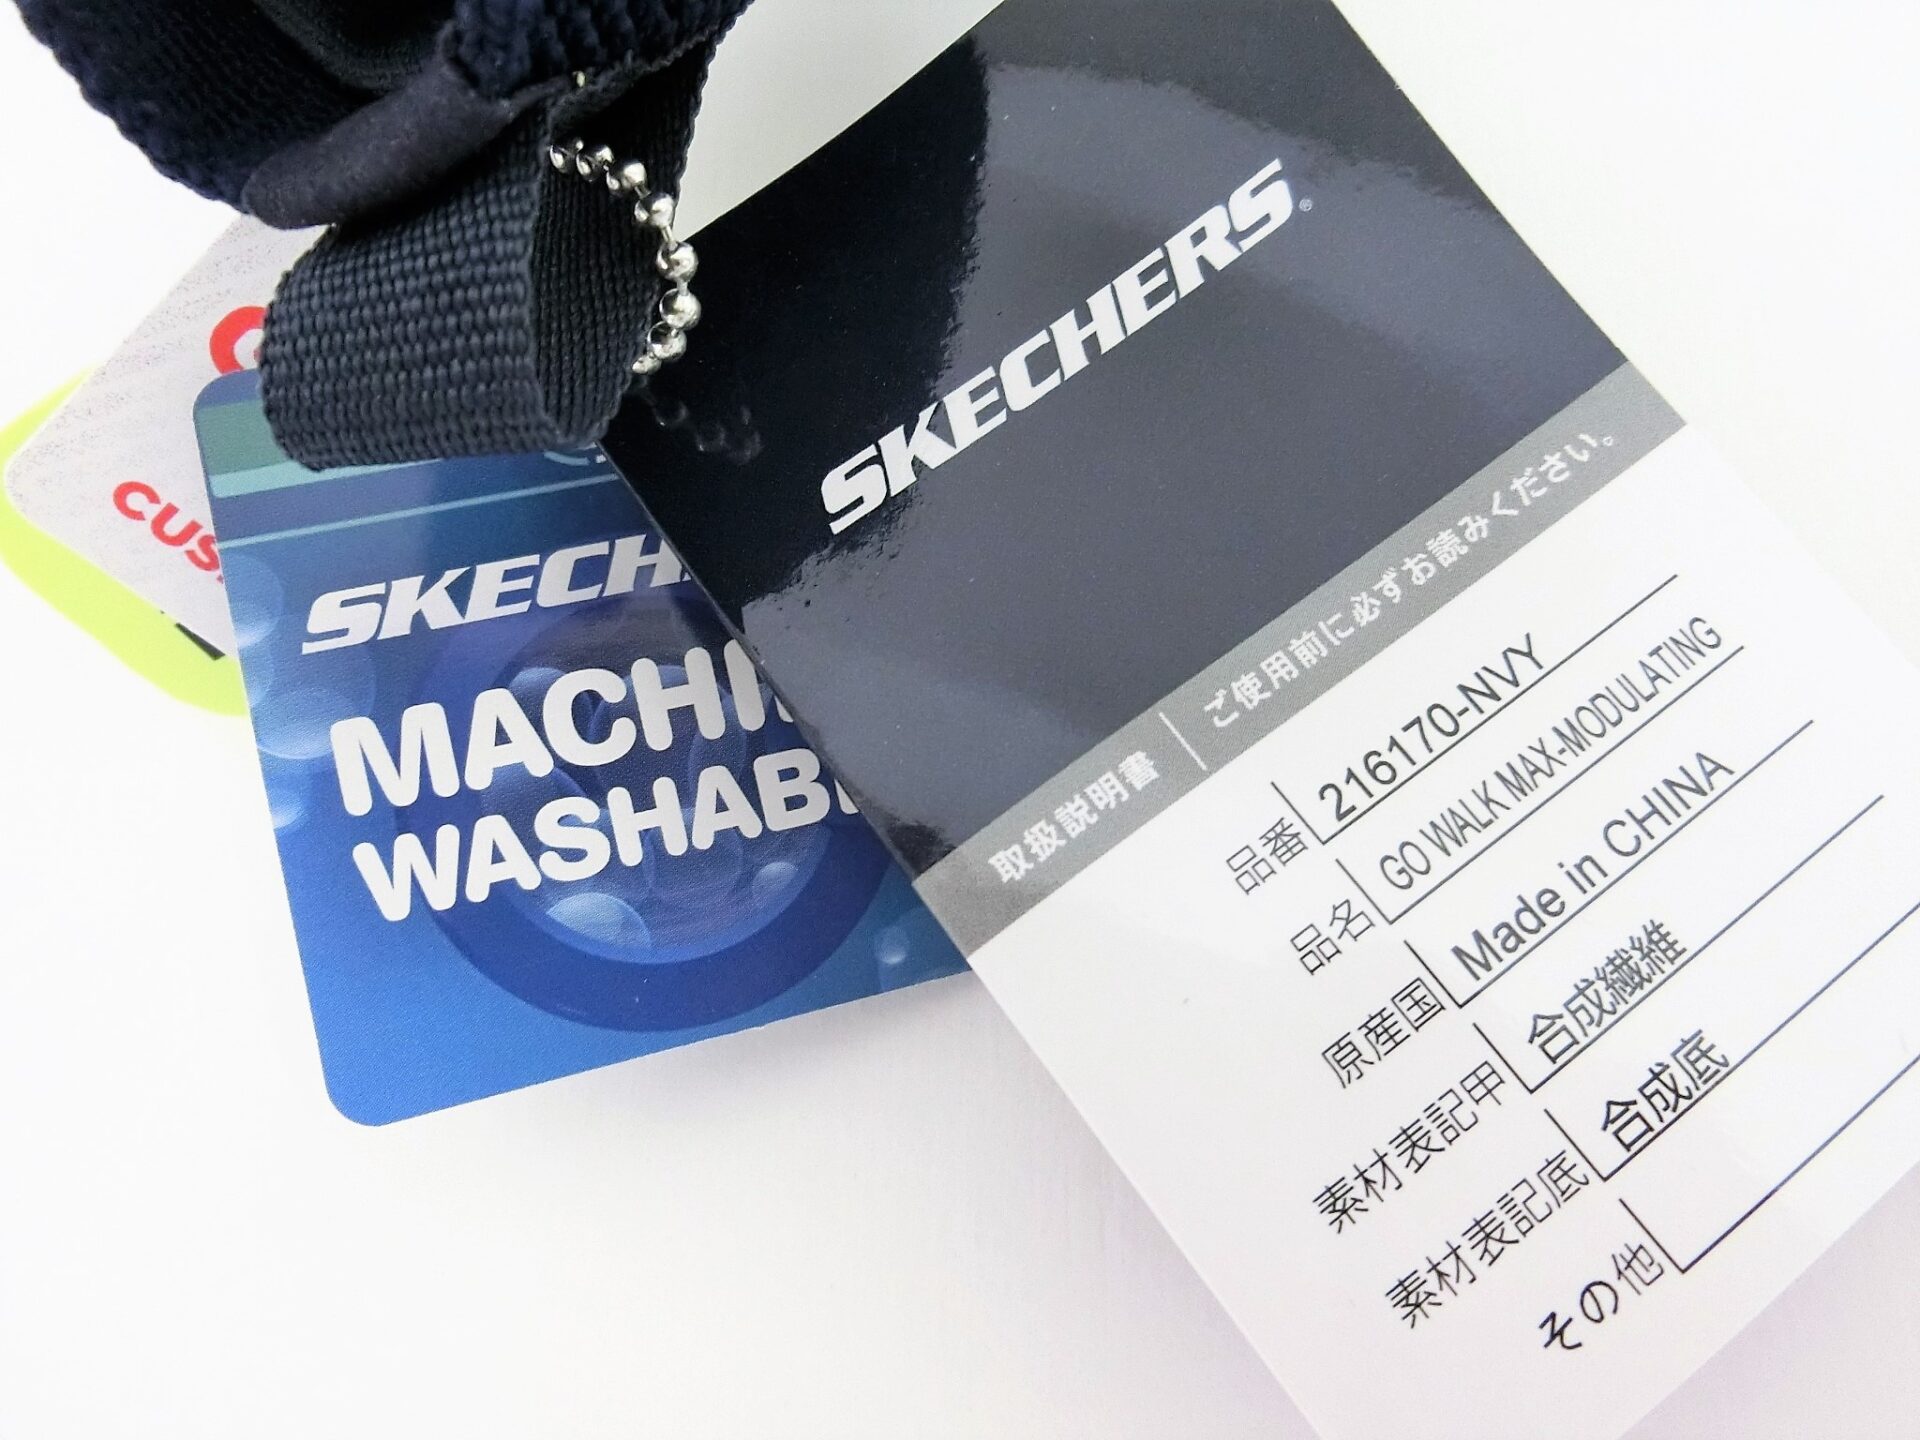 SKECHERS®
取扱説明書 | ご使用前に必ずお読みください。
品番 216170-NVY
品名 GO WALK MAX-MODULATING
原産国 Made in CHINA
素材表記甲 合成繊維
素材表記底 合成底
その他
SKECH
MACHI
WASHAB
CUS